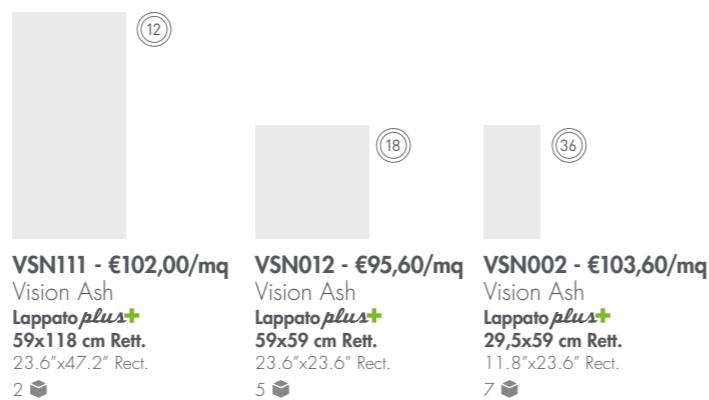 12
18
36
VSN111 - €102,00/mq
Vision Ash
Lappato plus+
59x118 cm Rett.
23.6”x47.2” Rect.
2
VSN012 - €95,60/mq
Vision Ash
Lappato plus+
59x59 cm Rett.
23.6”x23.6” Rect.
5
VSN002 - €103,60/mq
Vision Ash
Lappato plus+
29,5x59 cm Rett.
11.8”x23.6” Rect.
7